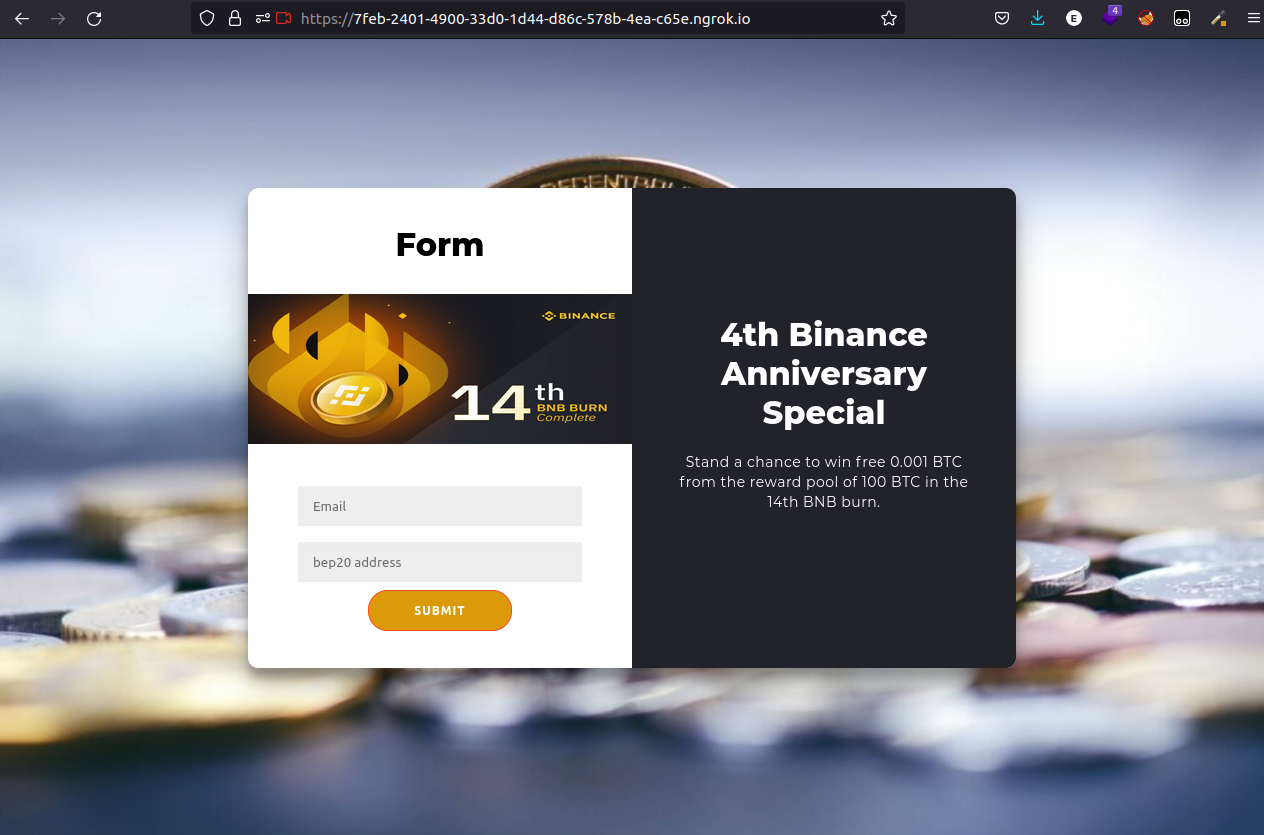 https://7feb-2401-4900-33d0-1d44-d86c-578b-4ea-c65e.ngrok.io
E
4
DECENTRAL
Form
BINANCE
14th
BNB BURN
Complete
Email
bep20 address
SUBMIT
4th Binance
Anniversary
Special
Stand a chance to win free 0.001 BTC
from the reward pool of 100 BTC in the
14th BNB burn.